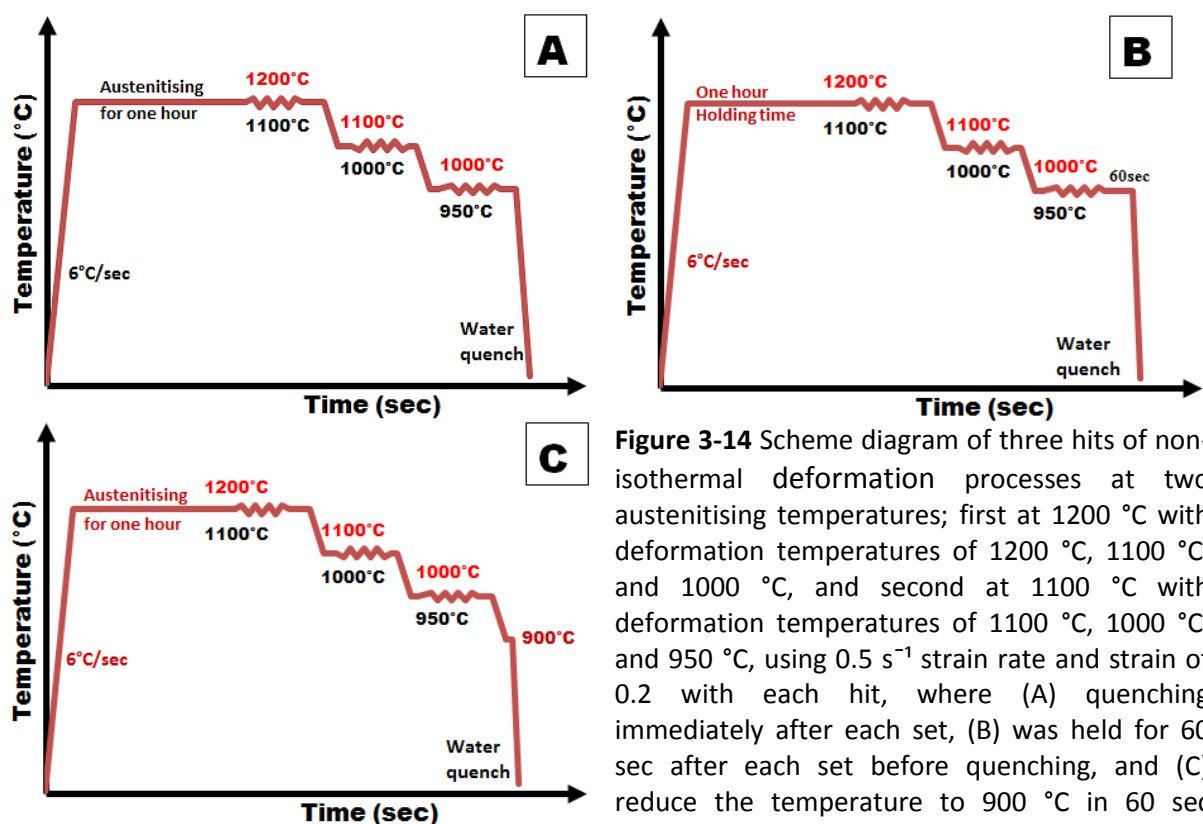 A
Temperature (°C)
Austenitising
for one hour
1200°C
1100°C
1100°C
1000°C
1000°C
950°C
6°C/sec
Water
quench
Time (sec)
B
Temperature (°C)
One hour
Holding time
1200°C
1100°C
1100°C
1000°C
1000°C
60sec
950°C
6°C/sec
Water
quench
Time (sec)
C
Temperature (°C)
Austenitising
for one hour
1200°C
1100°C
1100°C
1000°C
1000°C
950°C
900°C
6°C/sec
Water
quench
Time (sec)
Figure 3-14 Scheme diagram of three hits of non-
isothermal deformation processes at two
austenitising temperatures; first at 1200 °C with
deformation temperatures of 1200 °C, 1100 °C
and 1000 °C, and second at 1100 °C with
deformation temperatures of 1100 °C, 1000 °C
and 950 °C, using 0.5 s⁻¹ strain rate and strain of
0.2 with each hit, where (A) quenching
immediately after each set, (B) was held for 60
sec after each set before quenching, and (C)
reduce the temperature to 900 °C in 60 sec